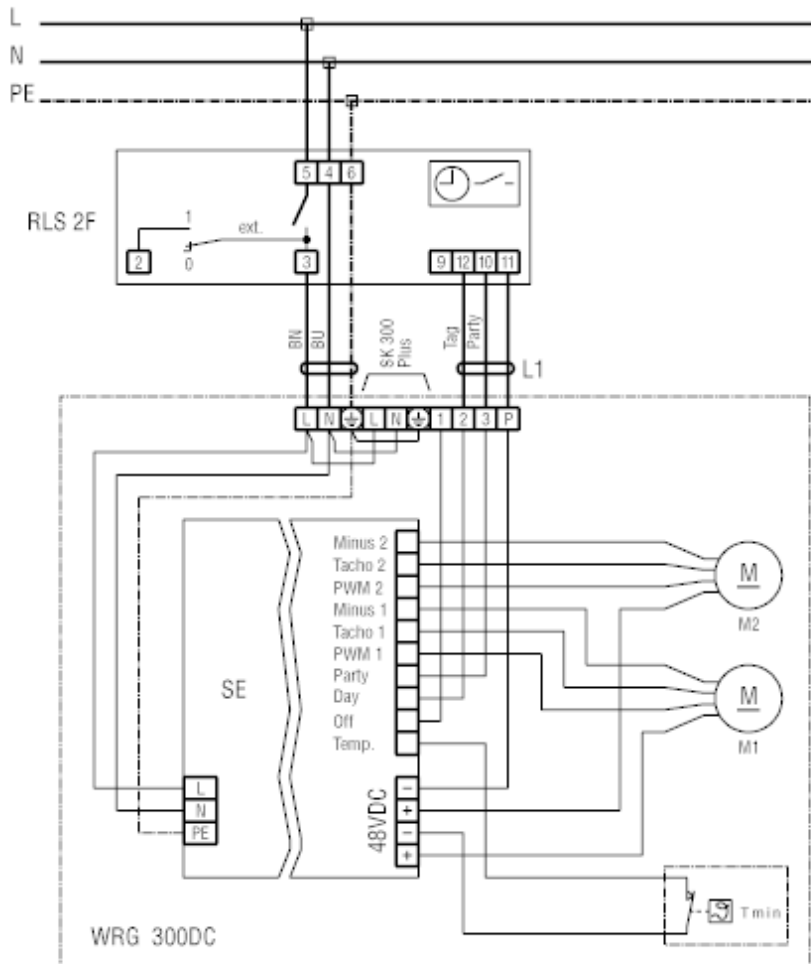 L
N
PE
5 4 6
RLS 2F
1
ext.
2
0
3
9 12 10 11
BN
BU
SK 300
Plus
Tag
Party
L1
L N L N 1 2 3 P
Minus 2
Tacho 2
PWM 2
Minus 1
Tacho 1
PWM 1
Party
Day
Off
Temp.
SE
M
M2
M
M1
L
N
PE
48VDC
−
+
−
+
Tmin
WRG 300DC